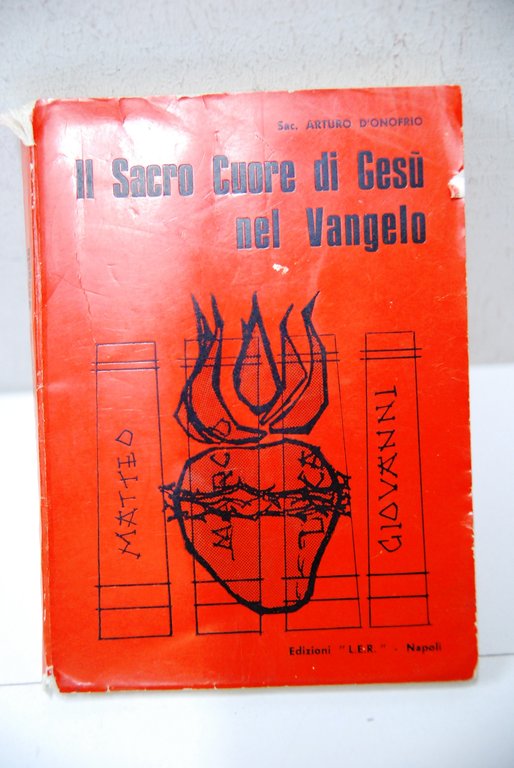 Sac. ARTURO D'ONOFRIO
Il Sacro Cuore di Gesù
nel Vangelo
MATTEO
MARCO
LUCA
GIOVANNI
Edizioni "L.E.R." - Napoli